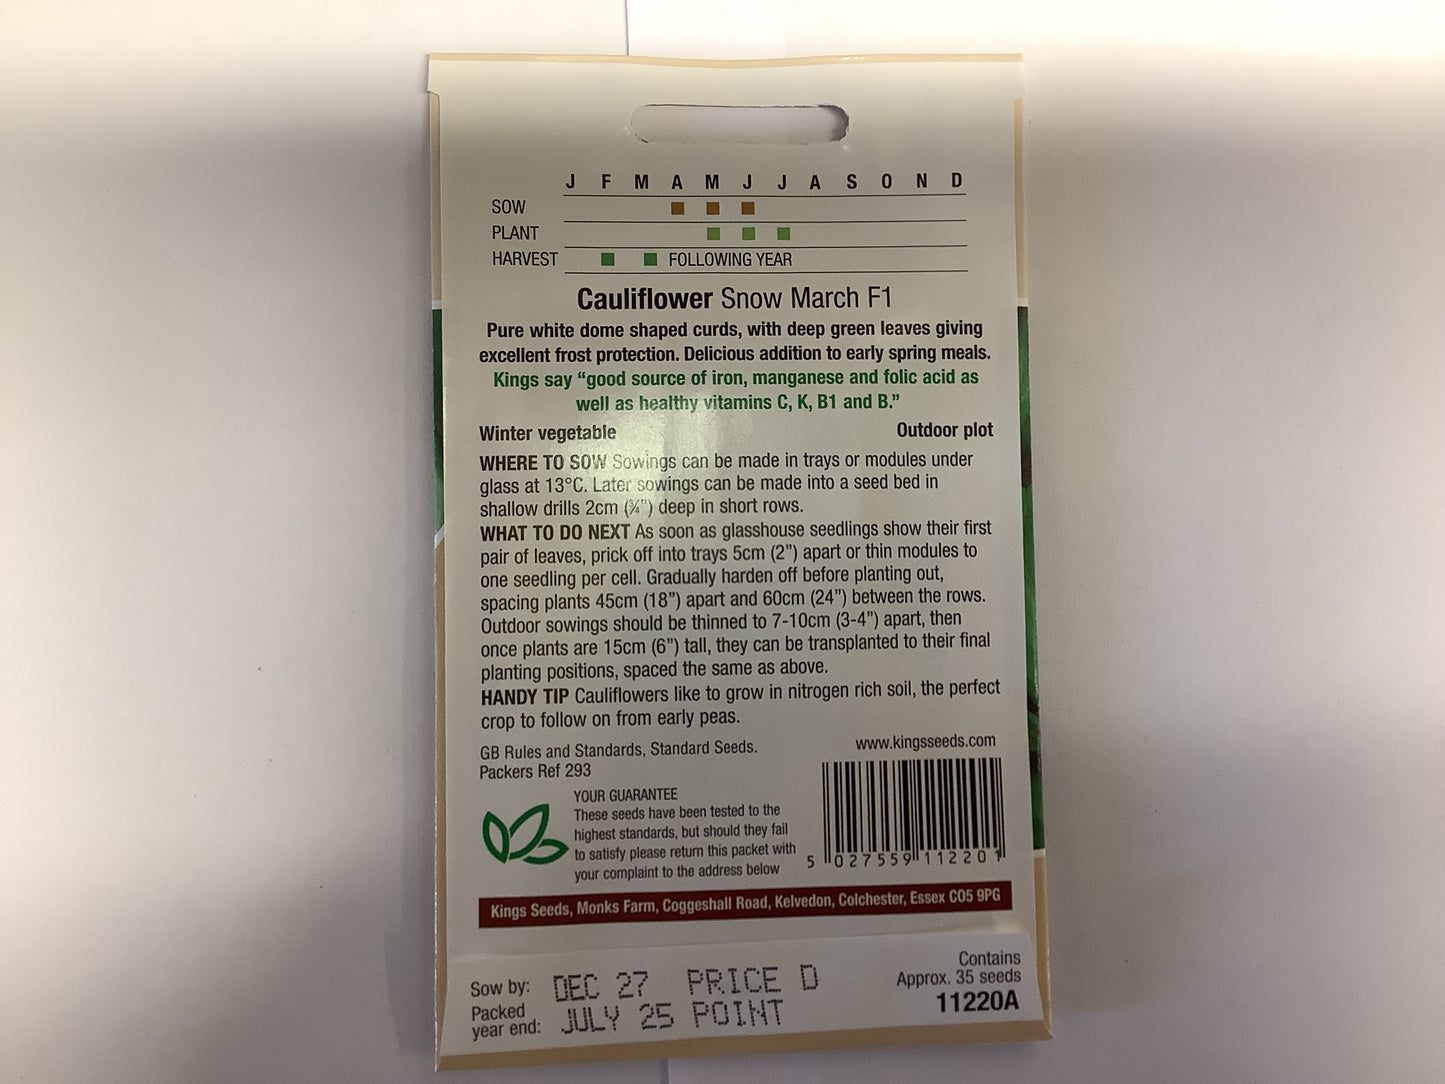 J F M A M J J A S O N D
SOW
PLANT
HARVEST FOLLOWING YEAR
Cauliflower Snow March F1
Pure white dome shaped curds, with deep green leaves giving
excellent frost protection. Delicious addition to early spring meals.
Kings say “good source of iron, manganese and folic acid as
well as healthy vitamins C, K, B1 and B.”
Winter vegetable Outdoor plot
WHERE TO SOW Sowings can be made in trays or modules under
glass at 13°C. Later sowings can be made into a seed bed in
shallow drills 2cm (¾”) deep in short rows.
WHAT TO DO NEXT As soon as glasshouse seedlings show their first
pair of leaves, prick off into trays 5cm (2”) apart or thin modules to
one seedling per cell. Gradually harden off before planting out,
spacing plants 45cm (18”) apart and 60cm (24”) between the rows.
Outdoor sowings should be thinned to 7-10cm (3-4”) apart, then
once plants are 15cm (6”) tall, they can be transplanted to their final
planting positions, spaced the same as above.
HANDY TIP Cauliflowers like to grow in nitrogen rich soil, the perfect
crop to follow on from early peas.
GB Rules and Standards, Standard Seeds.
Packers Ref 293
www.kingsseeds.com
YOUR GUARANTEE
These seeds have been tested to the
highest standards, but should they fail
to satisfy please return this packet with
your complaint to the address below
5 027559 112201
Kings Seeds, Monks Farm, Coggeshall Road, Kelvedon, Colchester, Essex CO5 9PG
Sow by: DEC 27 PRICE D
Packed
year end: JULY 25 POINT
Contains
Approx. 35 seeds
11220A